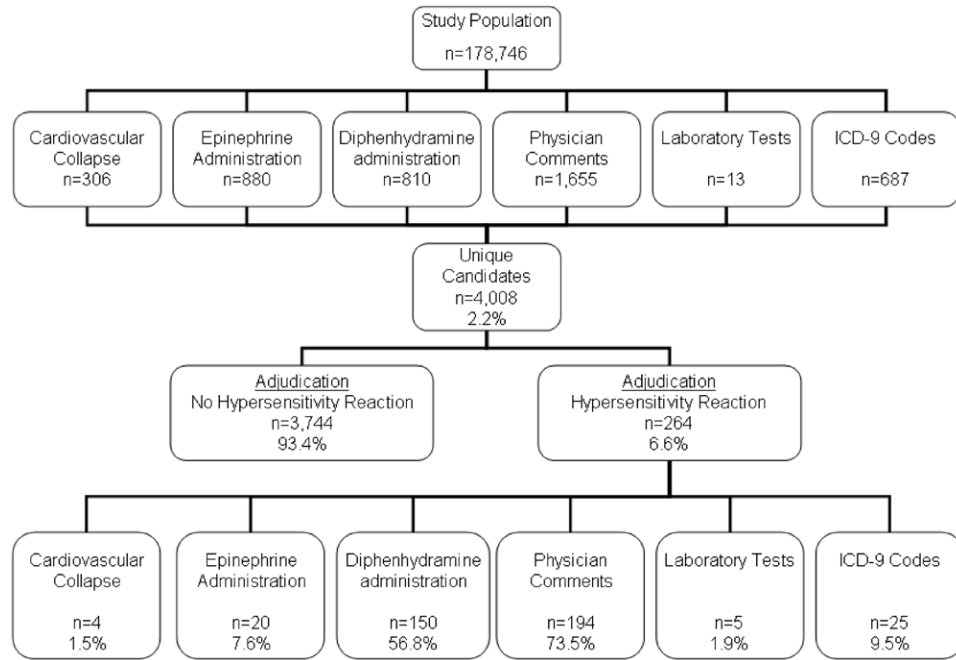 Study Population
n=178,746
Cardiovascular
Collapse
n=306
Epinephrine
Administration
n=880
Diphenhydramine
administration
n=810
Physician
Comments
n=1,655
Laboratory Tests
n=13
ICD-9 Codes
n=687
Unique
Candidates
n=4,008
2.2%
Adjudication
No Hypersensitivity Reaction
n=3,744
93.4%
Adjudication
Hypersensitivity Reaction
n=264
6.6%
Cardiovascular
Collapse
n=4
1.5%
Epinephrine
Administration
n=20
7.6%
Diphenhydramine
administration
n=150
56.8%
Physician
Comments
n=194
73.5%
Laboratory Tests
n=5
1.9%
ICD-9 Codes
n=25
9.5%